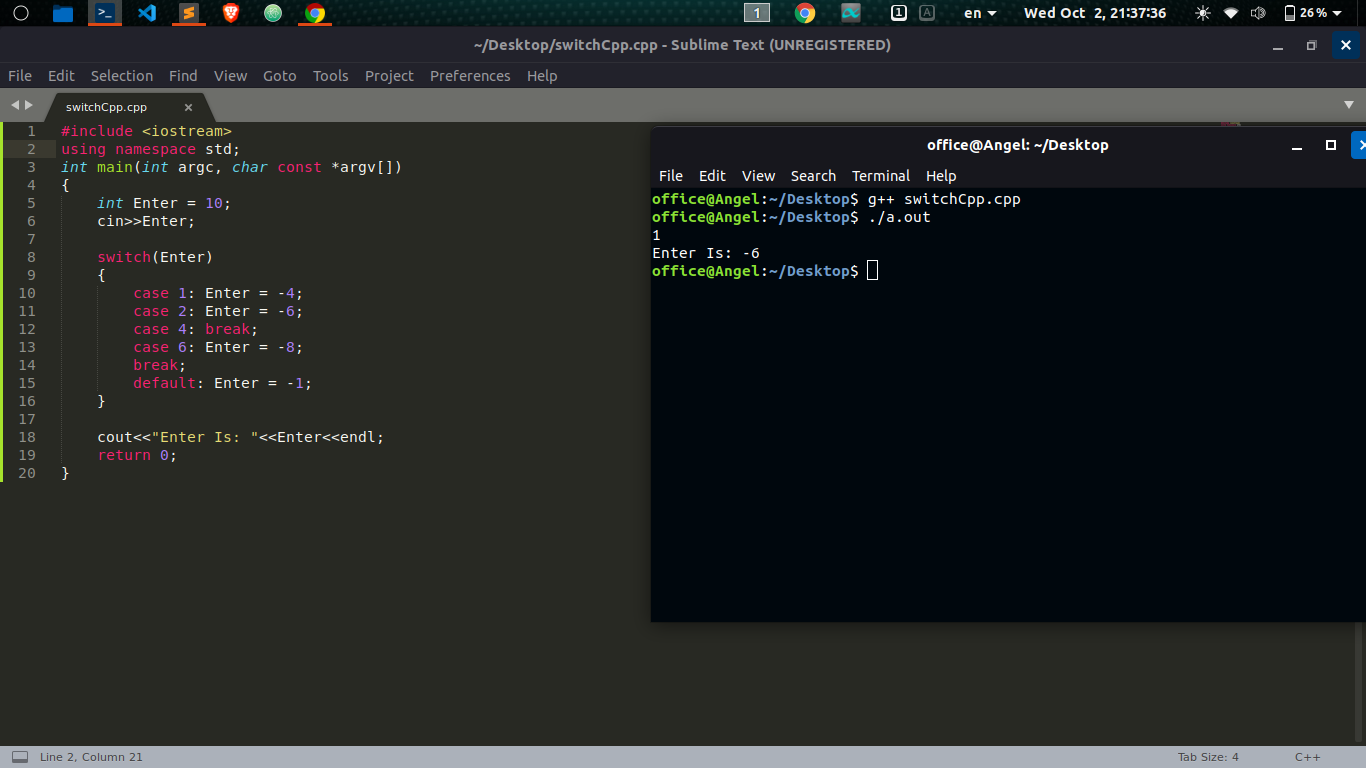 1 1 A en Wed Oct 2, 21:37:36 26%
~/Desktop/switchCpp.cpp - Sublime Text (UNREGISTERED)
File Edit Selection Find View Goto Tools Project Preferences Help
switchCpp.cpp
1 #include <iostream>
2 using namespace std;
3 int main(int argc, char const *argv[])
4 {
5     int Enter = 10;
6     cin>>Enter;
7
8     switch(Enter)
9     {
10         case 1: Enter = -4;
11         case 2: Enter = -6;
12         case 4: break;
13         case 6: Enter = -8;
14         break;
15         default: Enter = -1;
16     }
17
18     cout<<"Enter Is: "<<Enter<<endl;
19     return 0;
20 }
office@Angel: ~/Desktop
File Edit View Search Terminal Help
office@Angel:~/Desktop$ g++ switchCpp.cpp
office@Angel:~/Desktop$ ./a.out
1
Enter Is: -6
office@Angel:~/Desktop$
Line 2, Column 21 Tab Size: 4 C++